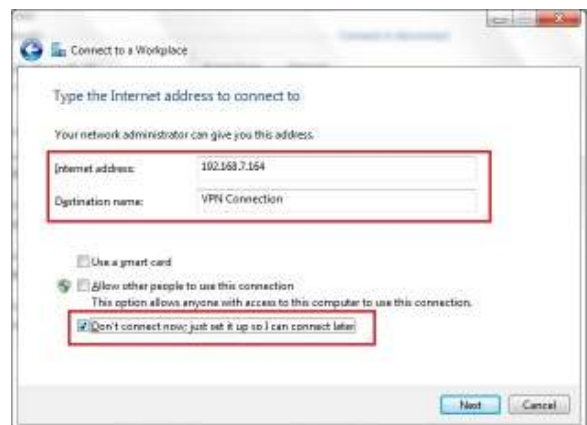 Connect to a Workplace
Type the Internet address to connect to
Your network administrator can give you this address.
Internet address:
192.168.7.164
Destination name:
VPN Connection
Use a smart card
Allow other people to use this connection
This option allows anyone with access to this computer to use this connection.
Don't connect now; just set it up so I can connect later
Next
Cancel